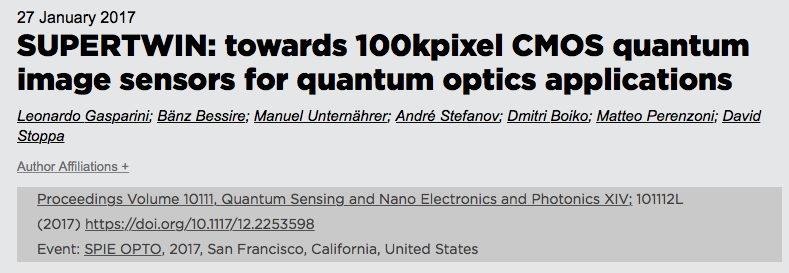 27 January 2017
SUPERTWIN: towards 100kpixel CMOS quantum
image sensors for quantum optics applications
Leonardo Gasparini; Bänz Bessire; Manuel Unternährer; André Stefanov; Dmitri Boiko; Matteo Perenzoni; David
Stoppa
Author Affiliations +
Proceedings Volume 10111, Quantum Sensing and Nano Electronics and Photonics XIV; 101112L
(2017) https://doi.org/10.1117/12.2253598
Event: SPIE OPTO, 2017, San Francisco, California, United States